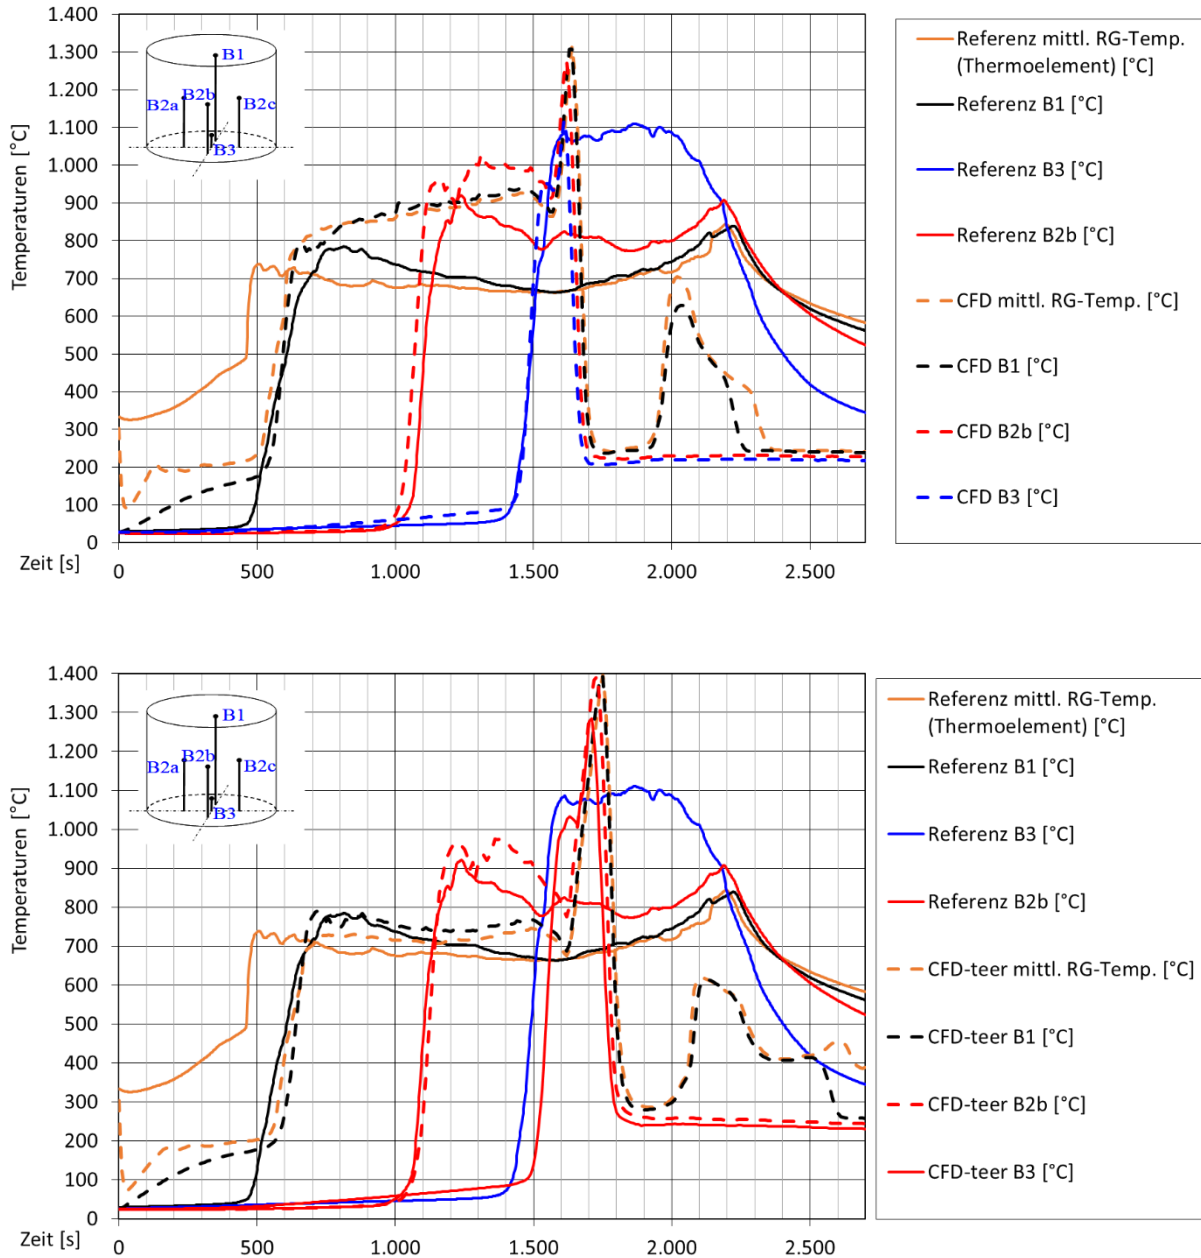 1.400
1.300
1.200
1.100
1.000
900
800
700
600
500
400
300
200
100
0
Temperaturen [°C]
Zeit [s]
0
500
1.000
1.500
2.000
2.500
B1
B2b
B2a
B2c
B3
Referenz mittl. RG-Temp.
(Thermoelement) [°C]
Referenz B1 [°C]
Referenz B3 [°C]
Referenz B2b [°C]
CFD mittl. RG-Temp. [°C]
CFD B1 [°C]
CFD B2b [°C]
CFD B3 [°C]
1.400
1.300
1.200
1.100
1.000
900
800
700
600
500
400
300
200
100
0
Temperaturen [°C]
Zeit [s]
0
500
1.000
1.500
2.000
2.500
B1
B2b
B2a
B2c
B3
Referenz mittl. RG-Temp.
(Thermoelement) [°C]
Referenz B1 [°C]
Referenz B3 [°C]
Referenz B2b [°C]
CFD-teer mittl. RG-Temp. [°C]
CFD-teer B1 [°C]
CFD-teer B2b [°C]
CFD-teer B3 [°C]